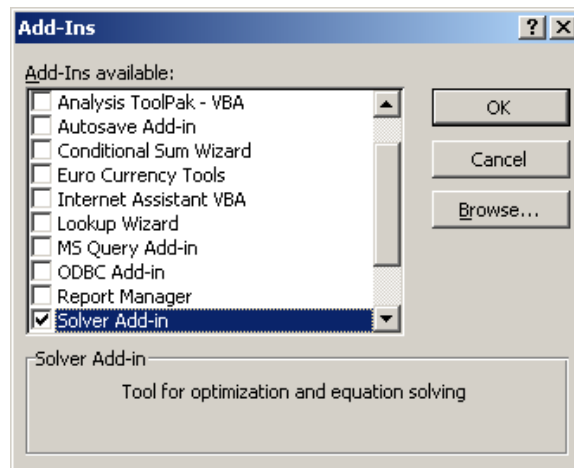 Add-Ins
Add-Ins available:
Analysis ToolPak - VBA
Autosave Add-in
Conditional Sum Wizard
Euro Currency Tools
Internet Assistant VBA
Lookup Wizard
MS Query Add-in
ODBC Add-in
Report Manager
Solver Add-in
OK
Cancel
Browse...
Solver Add-in
Tool for optimization and equation solving